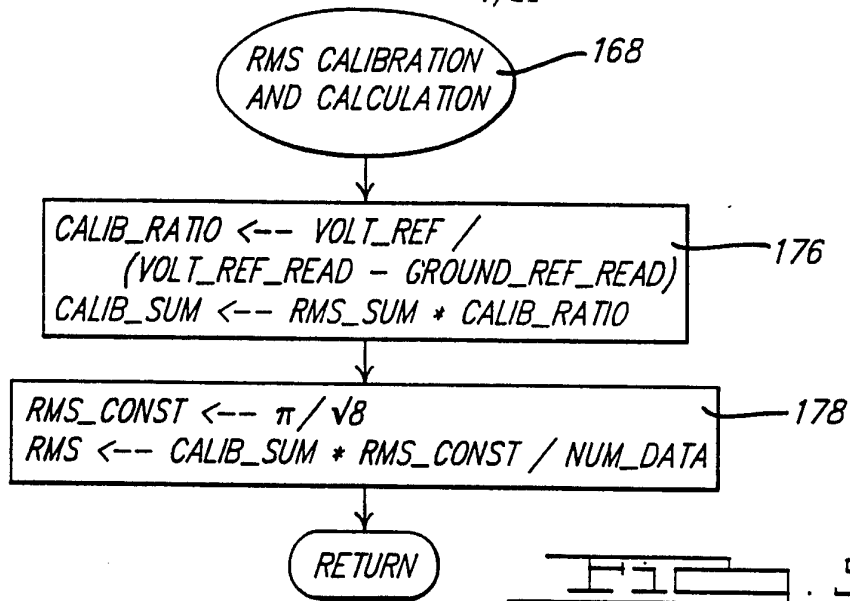 RMS CALIBRATION
168
AND CALCULATION
CALIB_RATIO <-- VOLT_REF /
(VOLT_REF_READ - GROUND_REF_READ)
176
CALIB_SUM <-- RMS_SUM * CALIB_RATIO
RMS_CONST <-- π / √8
178
RMS <-- CALIB_SUM * RMS_CONST / NUM_DATA
RETURN